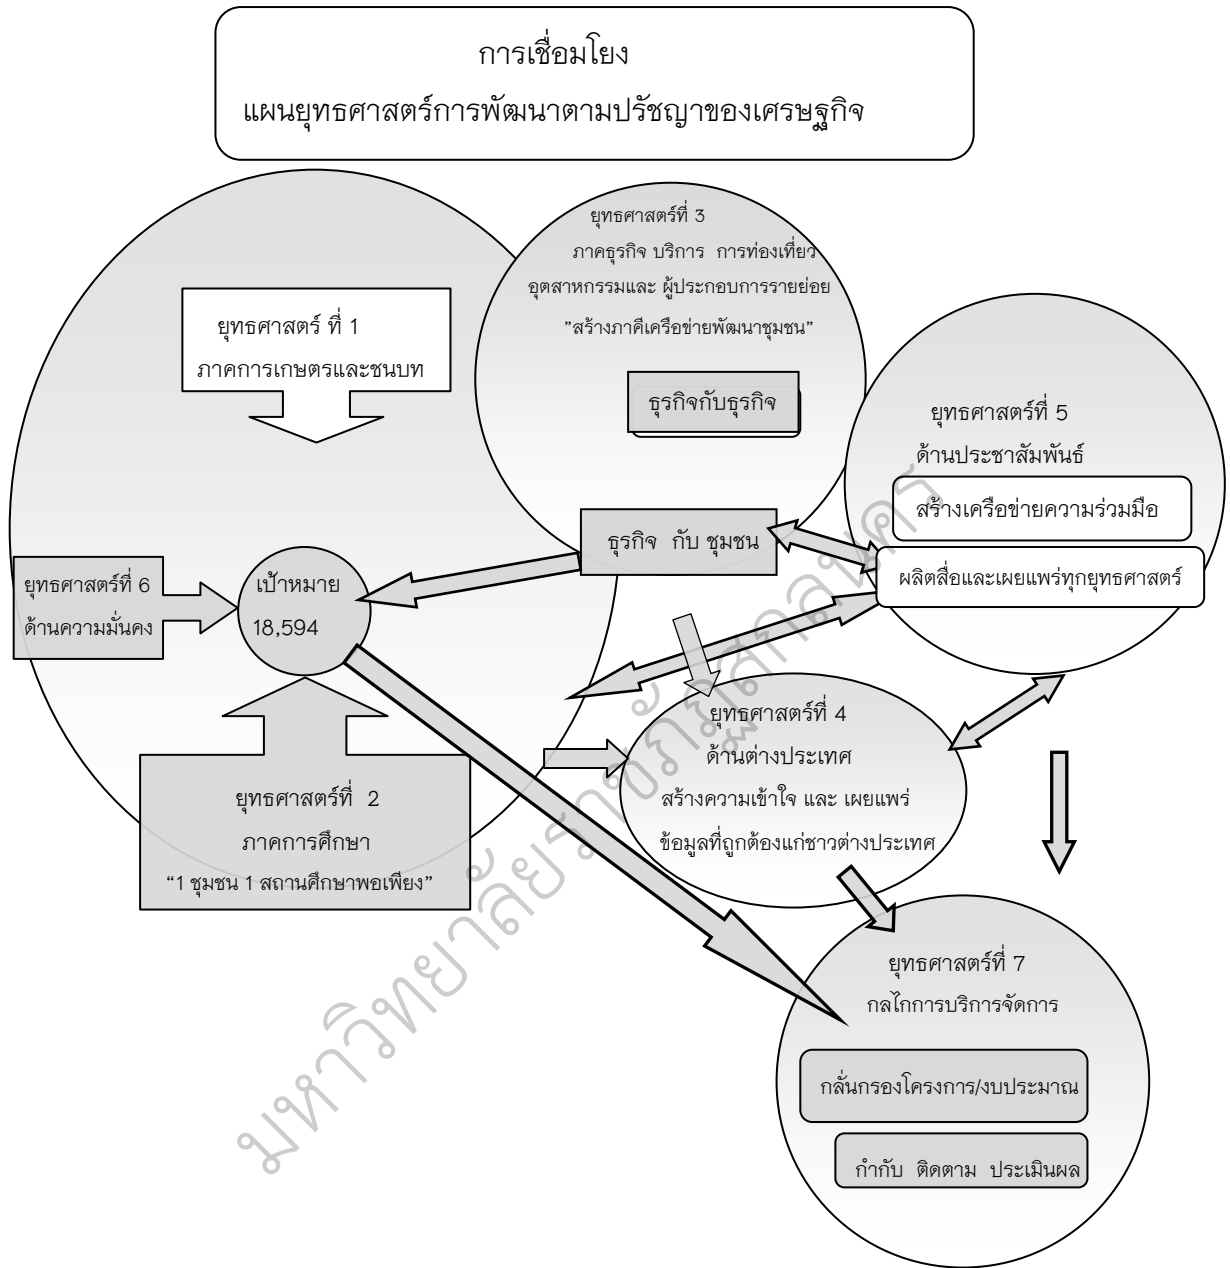 การเชื่อมโยง
แผนยุทธศาสตร์การพัฒนาตามปรัชญาของเศรษฐกิจ
ยุทธศาสตร์ที่ 3
ภาคธุรกิจ บริการ การท่องเที่ยว
อุตสาหกรรมและ ผู้ประกอบการรายย่อย
”สร้างภาคีเครือข่ายพัฒนาชุมชน”
ธุรกิจกับธุรกิจ
ธุรกิจ กับ ชุมชน
ยุทธศาสตร์ ที่ 1
ภาคการเกษตรและชนบท
ยุทธศาสตร์ที่ 5
ด้านประชาสัมพันธ์
สร้างเครือข่ายความร่วมมือ
ผลิตสื่อและเผยแพร่ทุกยุทธศาสตร์
ยุทธศาสตร์ที่ 6
ด้านความมั่นคง
เป้าหมาย
18,594
ยุทธศาสตร์ที่ 2
ภาคการศึกษา
“1 ชุมชน 1 สถานศึกษาพอเพียง”
ยุทธศาสตร์ที่ 4
ด้านต่างประเทศ
สร้างความเข้าใจ และ เผยแพร่
ข้อมูลที่ถูกต้องแก่ชาวต่างประเทศ
ยุทธศาสตร์ที่ 7
กลไกการบริการจัดการ
กลั่นกรองโครงการ/งบประมาณ
กำกับ ติดตาม ประเมินผล
มหาวิทยาลัยราชภัฏสกลนคร